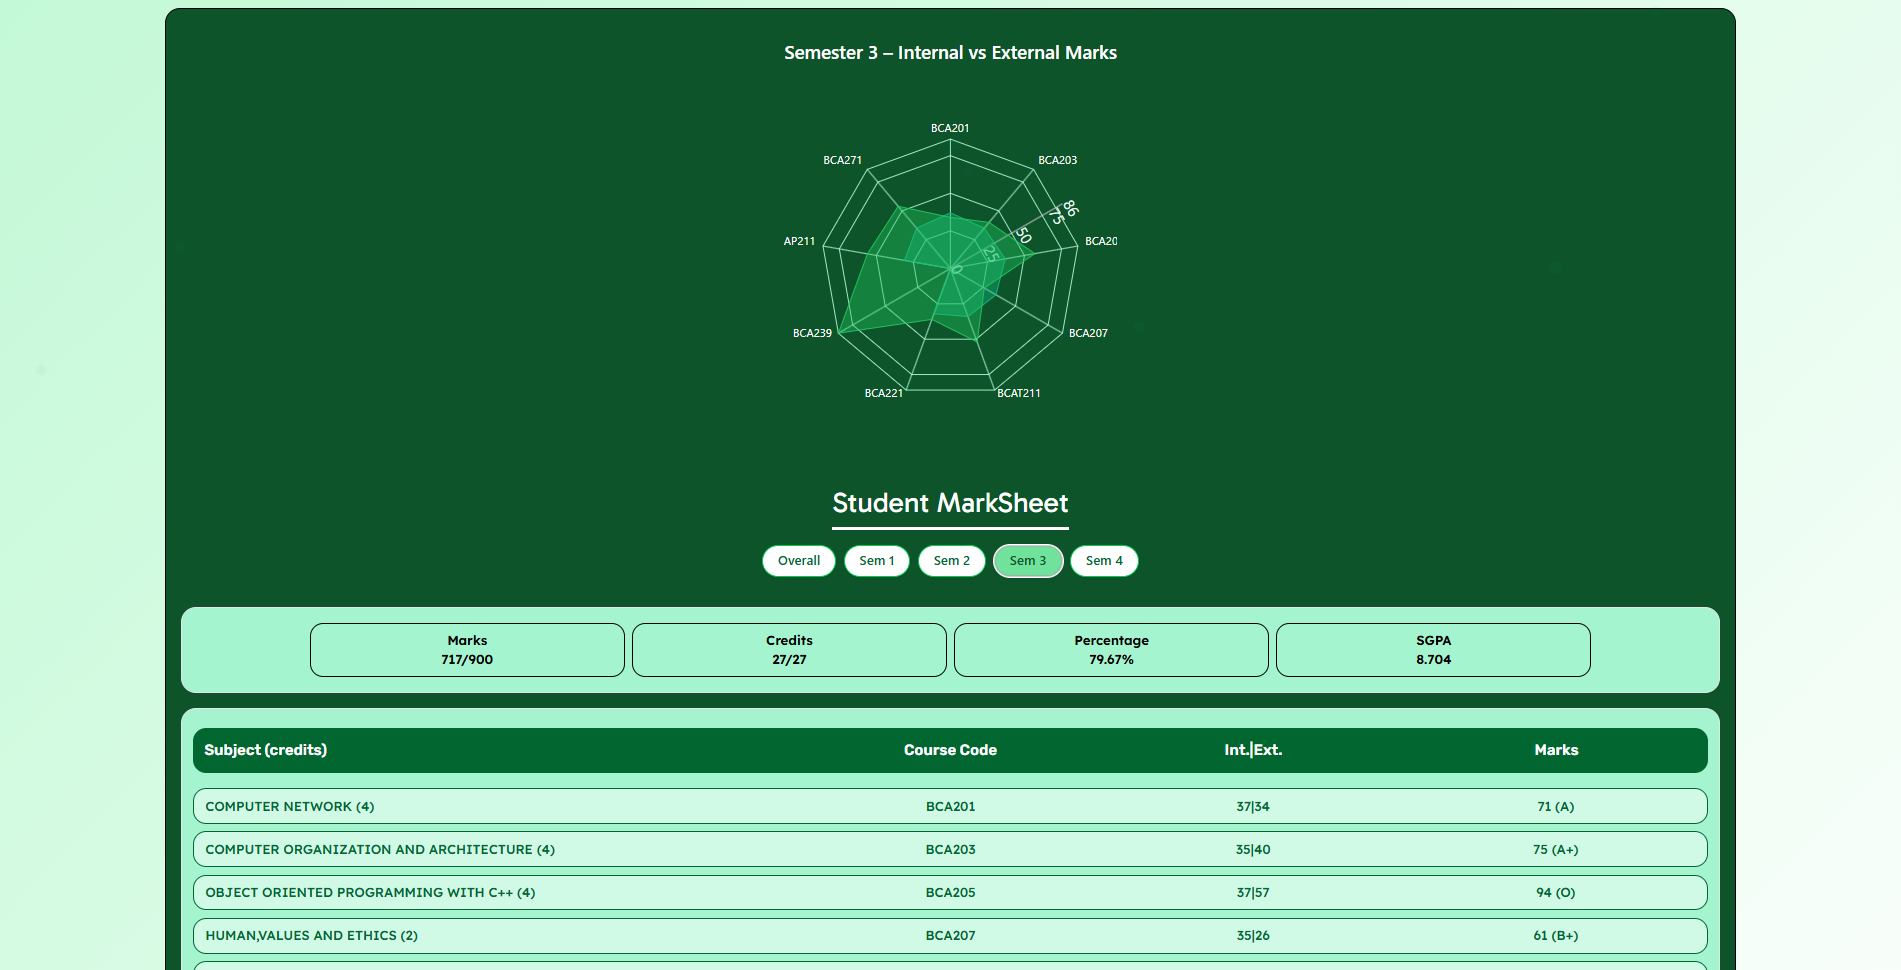 Semester 3 – Internal vs External Marks
BCA201
BCA271
BCA203
86
75
50
25
0
AP211
BCA20
BCA239
BCA207
BCA221
BCAT211
Student MarkSheet
Overall Sem 1 Sem 2 Sem 3 Sem 4
Marks Credits Percentage SGPA
717/900 27/27 79.67% 8.704
Subject (credits) Course Code Int.|Ext. Marks
COMPUTER NETWORK (4) BCA201 37|34 71 (A)
COMPUTER ORGANIZATION AND ARCHITECTURE (4) BCA203 35|40 75 (A+)
OBJECT ORIENTED PROGRAMMING WITH C++ (4) BCA205 37|57 94 (O)
HUMAN,VALUES AND ETHICS (2) BCA207 35|26 61 (B+)